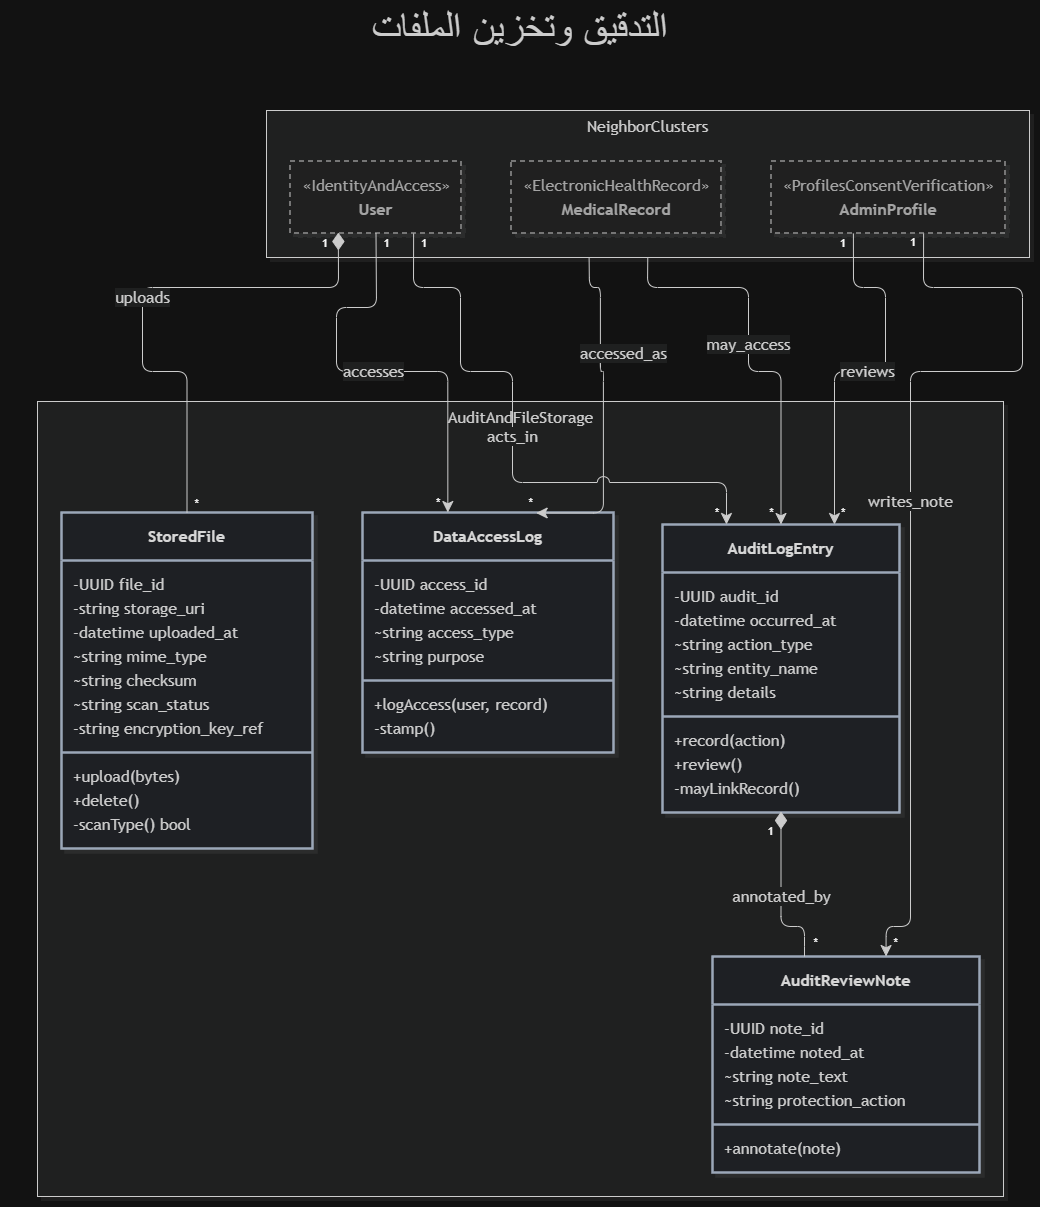 التدقيق وتخزين الملفات
NeighborClusters
«IdentityAndAccess»
User
«ElectronicHealthRecord»
MedicalRecord
«ProfilesConsentVerification»
AdminProfile
1
1
1
1
1
uploads
accesses
accessed_as
may_access
reviews
AuditAndFileStorage
acts_in
writes_note
*
*
*
*
*
*
StoredFile
-UUID file_id
-string storage_uri
-datetime uploaded_at
~string mime_type
~string checksum
~string scan_status
-string encryption_key_ref
+upload(bytes)
+delete()
-scanType() bool
DataAccessLog
-UUID access_id
-datetime accessed_at
~string access_type
~string purpose
+logAccess(user, record)
-stamp()
AuditLogEntry
-UUID audit_id
-datetime occurred_at
~string action_type
~string entity_name
~string details
+record(action)
+review()
-mayLinkRecord()
1
annotated_by
*
*
AuditReviewNote
-UUID note_id
-datetime noted_at
~string note_text
~string protection_action
+annotate(note)